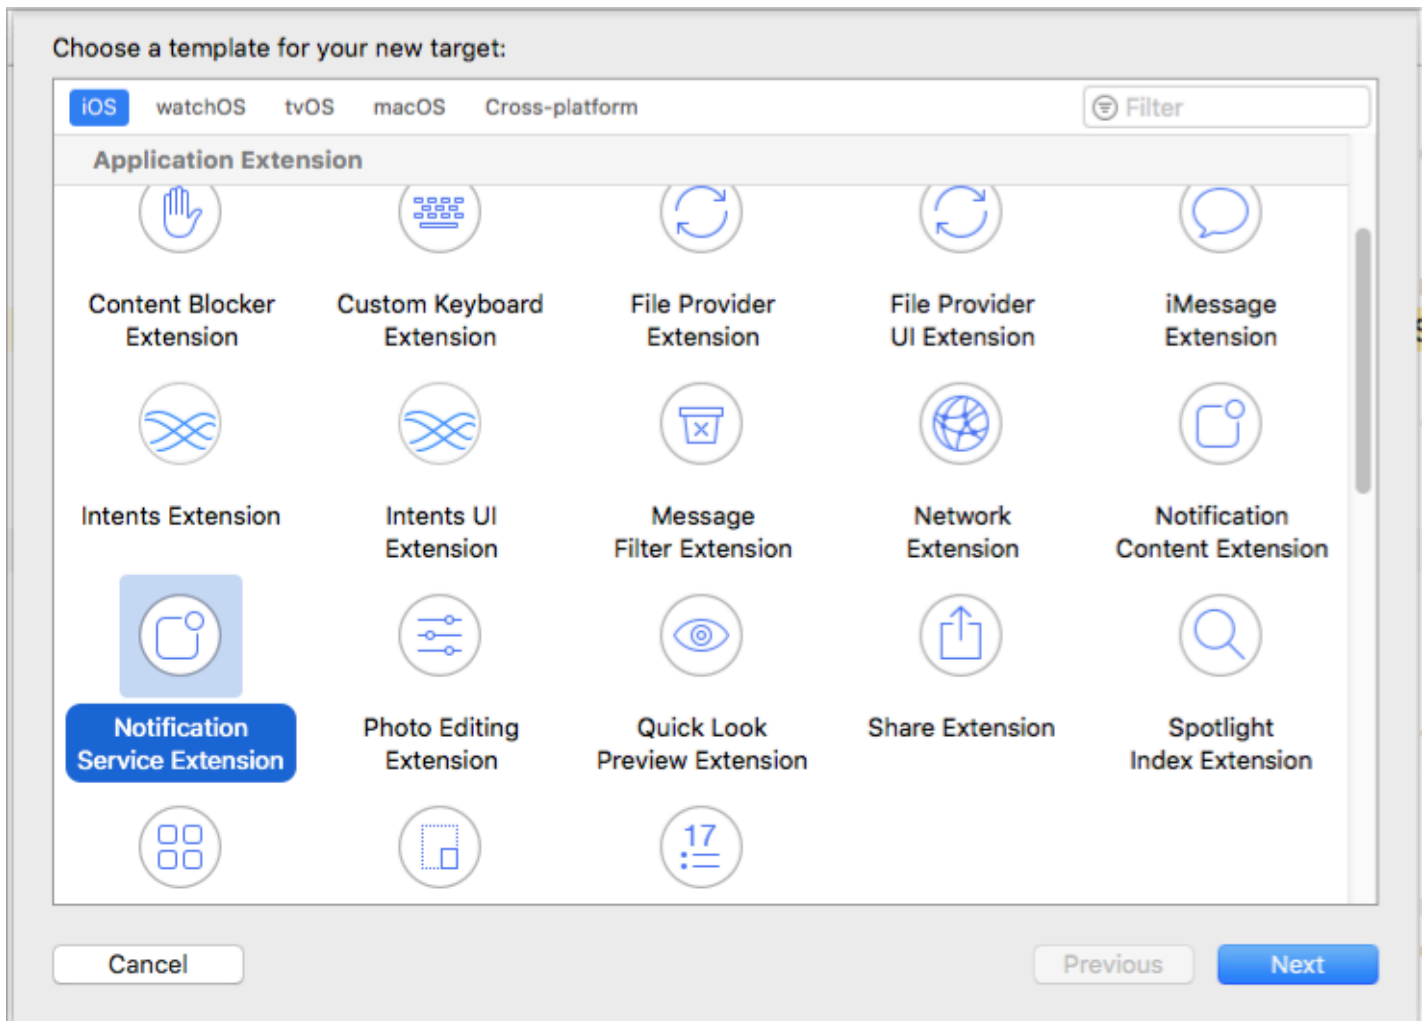 Choose a template for your new target:
iOS watchOS tvOS macOS Cross-platform Filter
Application Extension
Content Blocker Extension
Custom Keyboard Extension
File Provider Extension
File Provider UI Extension
iMessage Extension
Intents Extension
Intents UI Extension
Message Filter Extension
Network Extension
Notification Content Extension
Notification Service Extension
Photo Editing Extension
Quick Look Preview Extension
Share Extension
Spotlight Index Extension
17
Cancel Previous Next